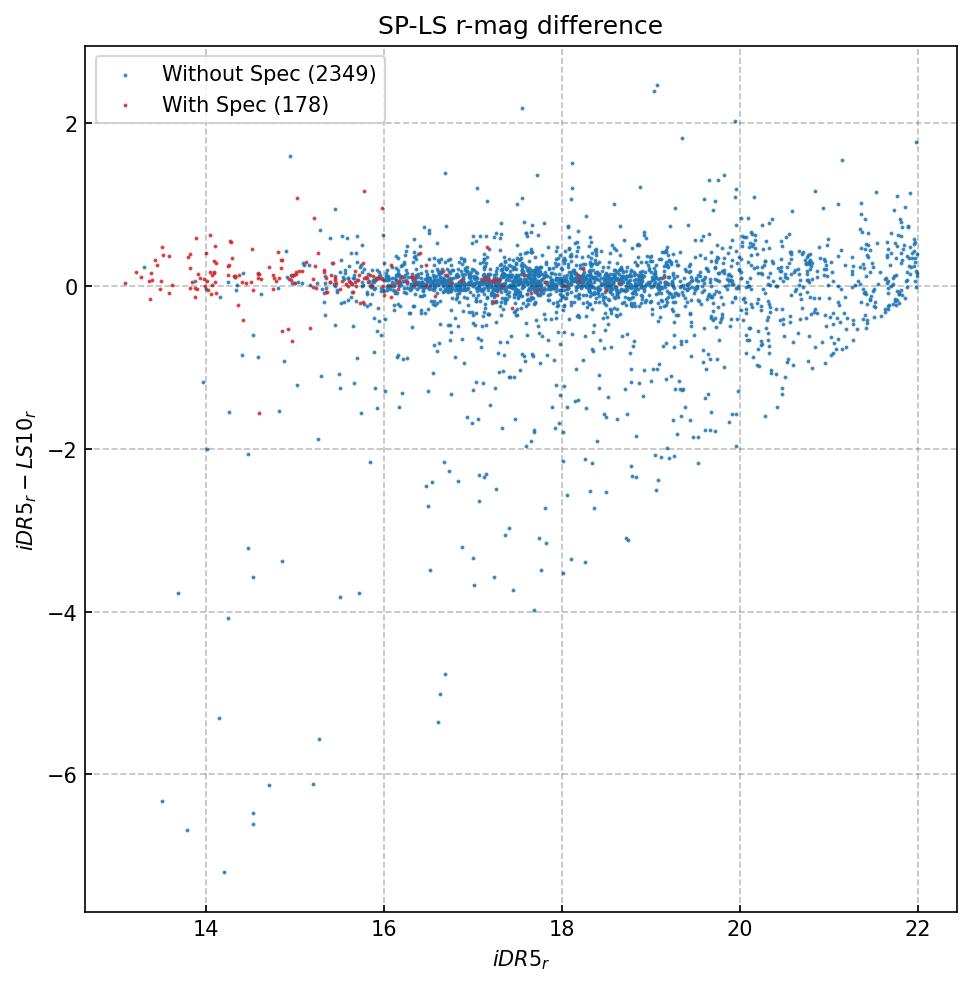 SP-LS r-mag difference
Without Spec (2349)
With Spec (178)
2
0
−2
−4
−6
iDR5r − LS10r
14 16 18 20 22
iDR5r